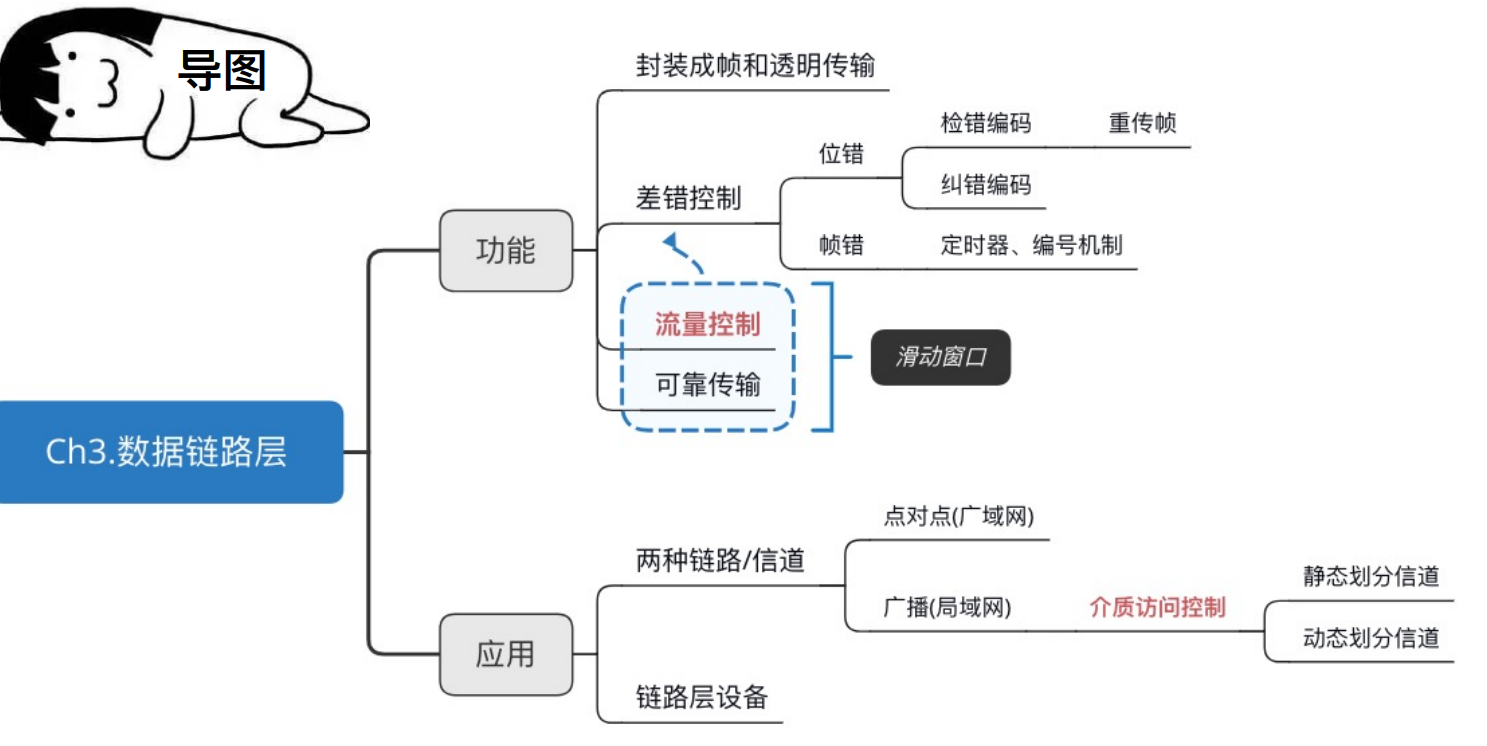 导图
封装成帧和透明传输
检错编码
重传帧
位错
纠错编码
差错控制
帧错
定时器、编号机制
功能
流量控制
可靠传输
滑动窗口
Ch3.数据链路层
点对点(广域网)
两种链路/信道
静态划分信道
广播(局域网)
介质访问控制
动态划分信道
应用
链路层设备